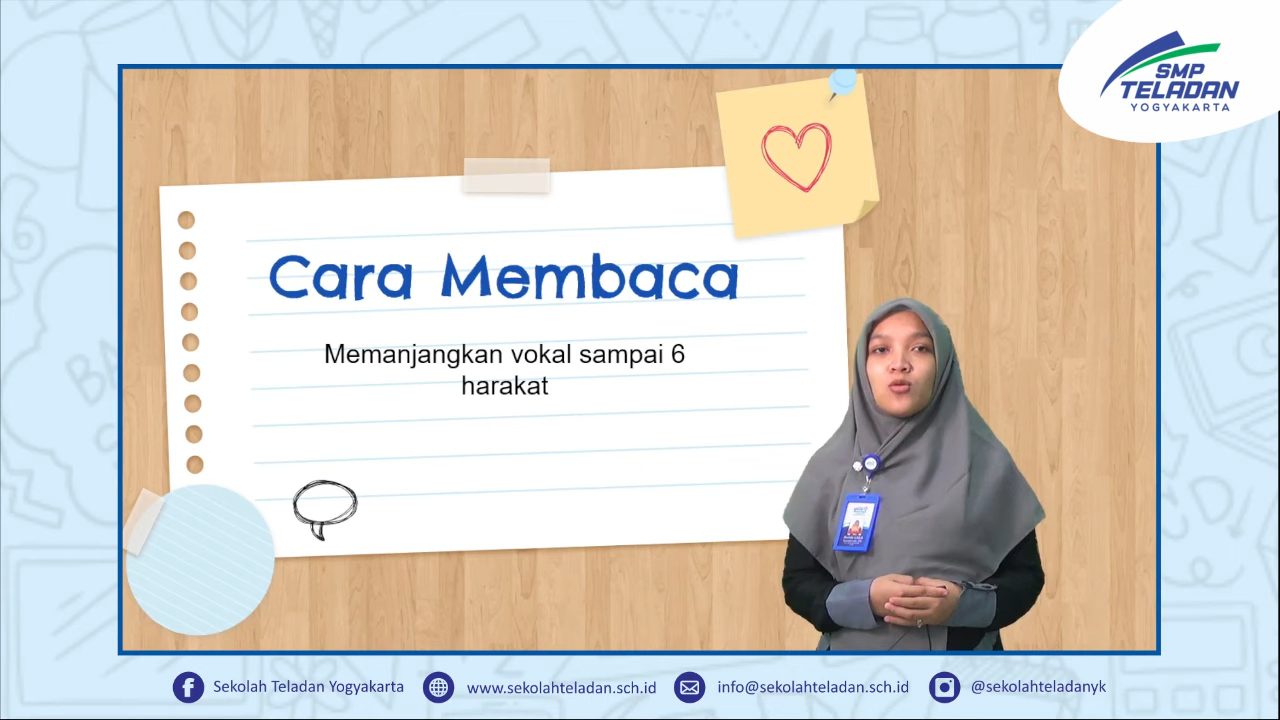 SMP
TELADAN
YOGYAKARTA
Cara Membaca
Memanjangkan vokal sampai 6
harakat
Sekolah Teladan Yogyakarta
www.sekolahteladan.sch.id
info@sekolahteladan.sch.id
@sekolahteladanyk